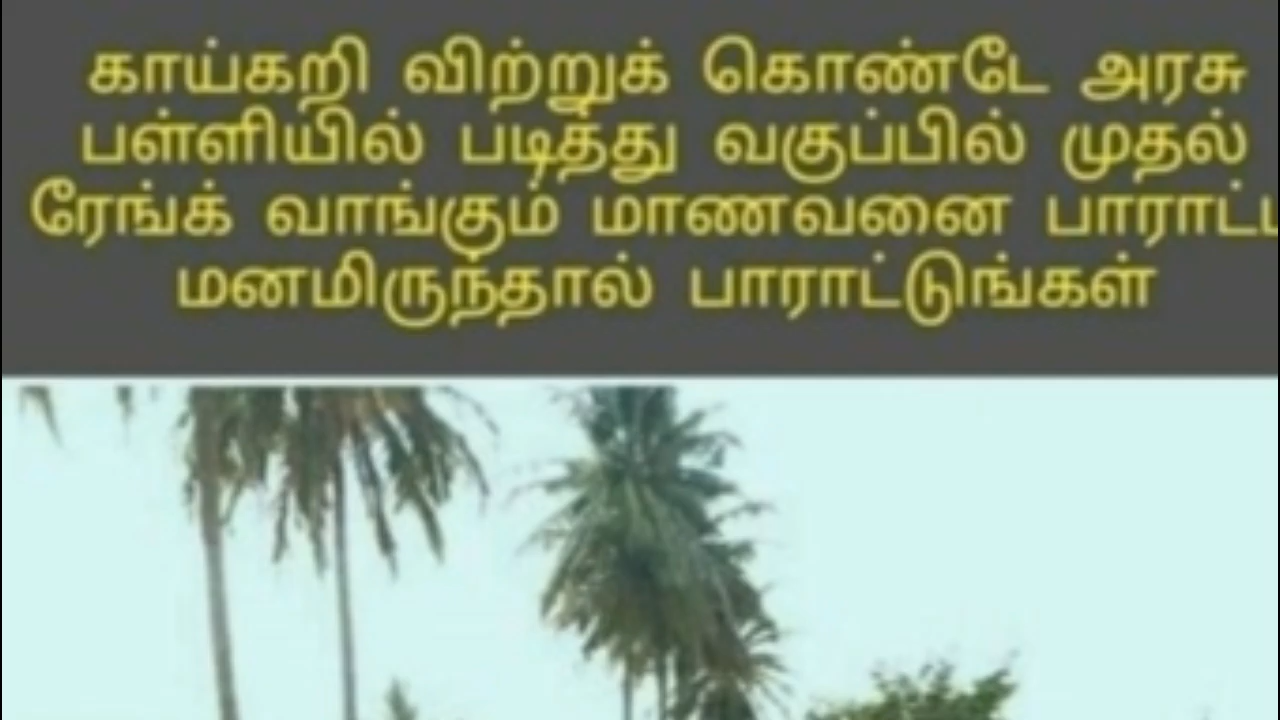 காய்கறி விற்றுக் கொண்டே அரசு
பள்ளியில் படித்து வகுப்பில் முதல்
ரேங்க் வாங்கும் மாணவனை பாராட்ட
மனமிருந்தால் பாராட்டுங்கள்